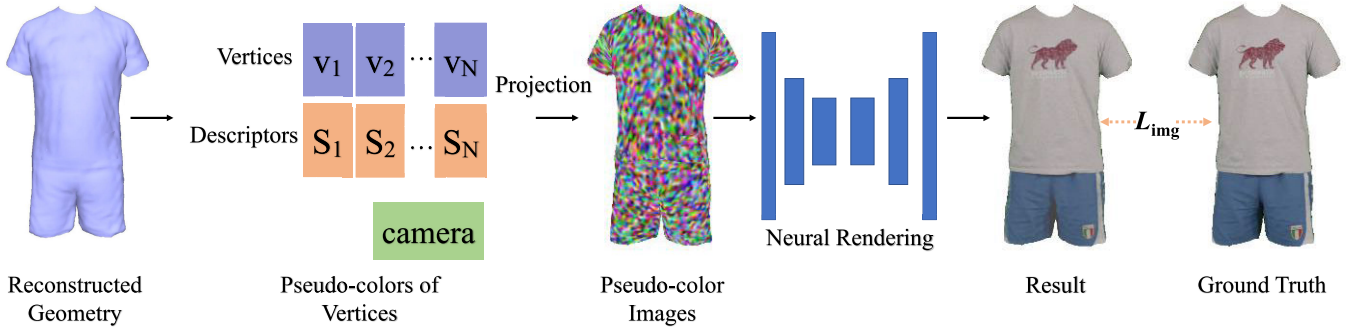 Vertices
v1 v2 ... vN
Descriptors
S1 S2 ... SN
camera
Projection
Neural Rendering
Limg
Reconstructed
Geometry
Pseudo-colors of
Vertices
Pseudo-color
Images
Result
Ground Truth